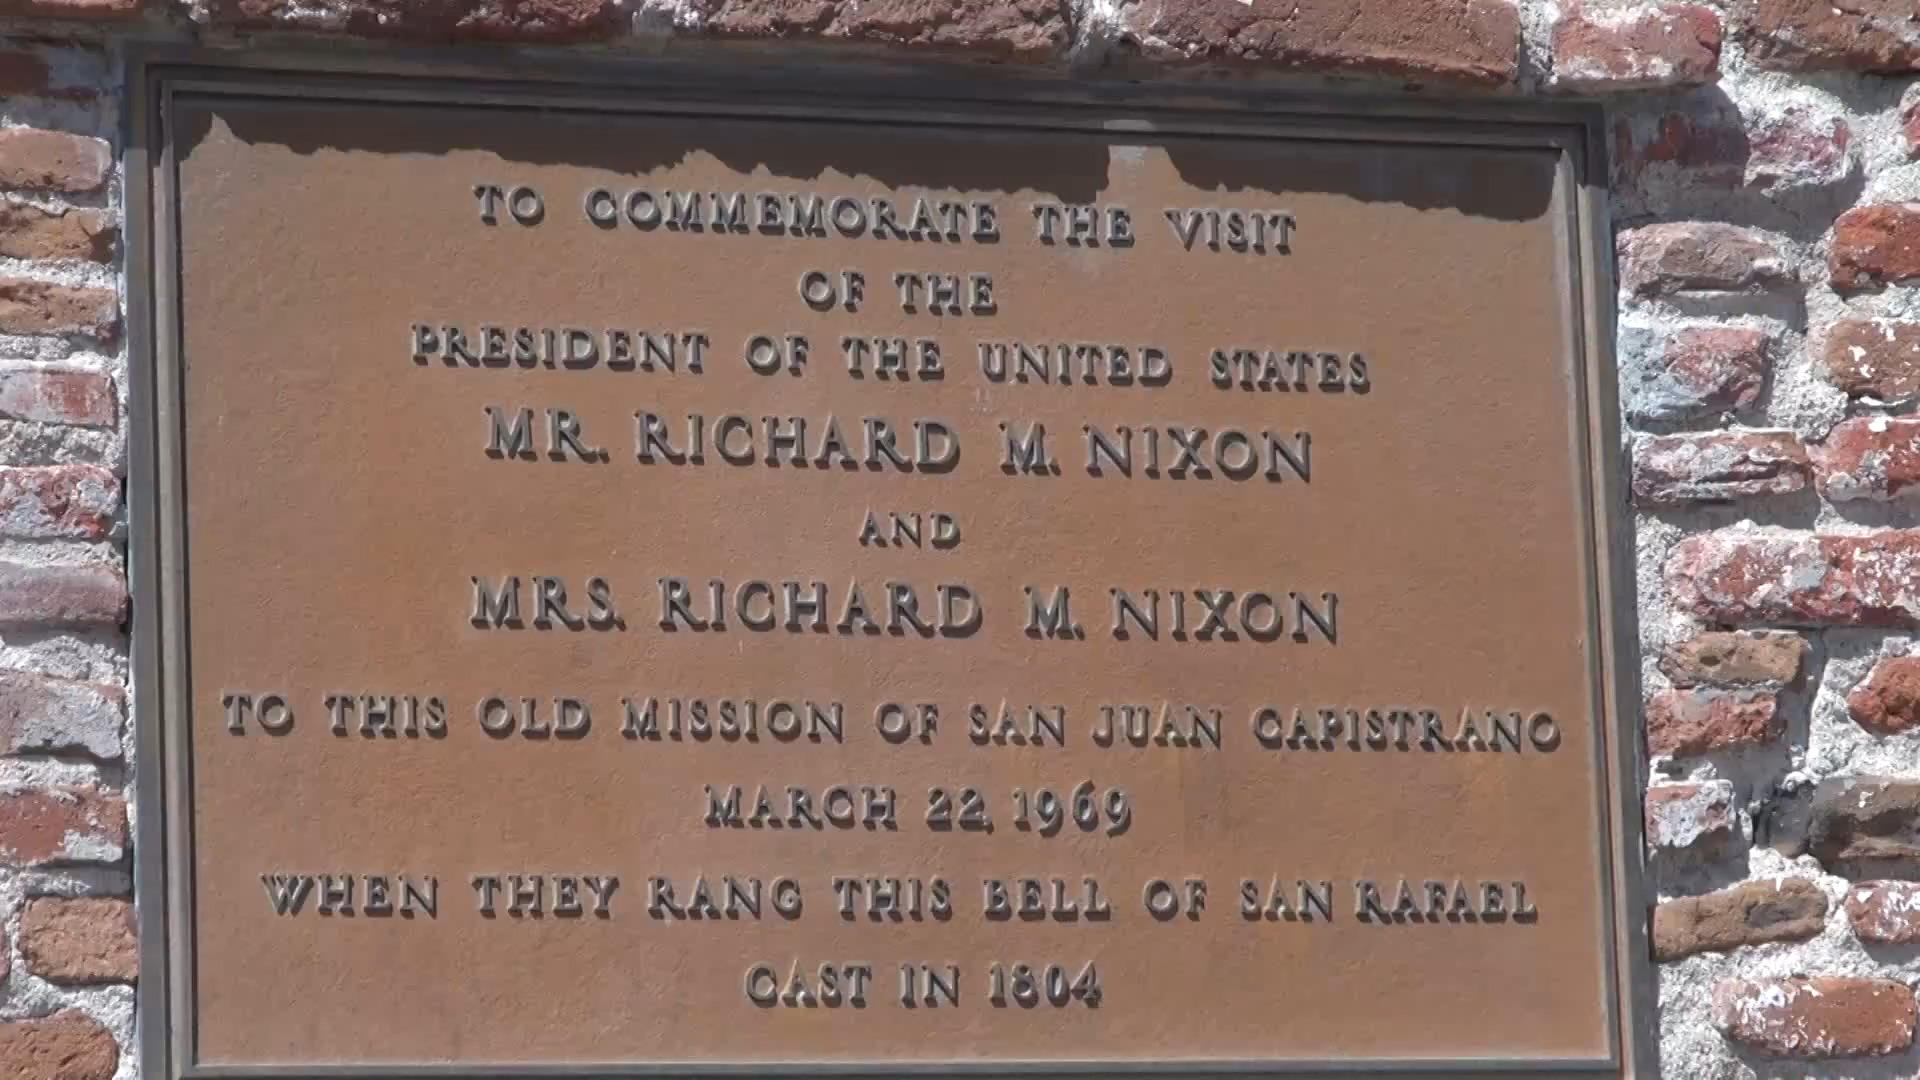 TO COMMEMORATE THE VISIT
OF THE
PRESIDENT OF THE UNITED STATES
MR. RICHARD M. NIXON
AND
MRS. RICHARD M. NIXON
TO THIS OLD MISSION OF SAN JUAN CAPISTRANO
MARCH 22, 1969
WHEN THEY RANG THIS BELL OF SAN RAFAEL
CAST IN 1804